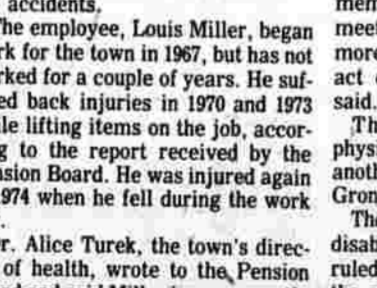 accidents.
he employee, Louis Miller, began
rk for the town in 1967, but has not
rked for a couple of years. He suf-
ed back injuries in 1970 and 1973
le lifting items on the job, accor-
g to the report received by the
sion Board. He was injured again
974 when he fell during the work
.
r. Alice Turek, the town's direc-
of health, wrote to the Pension
mem
meet
more
act
said.
Th
physi
anoth
Gron
The
disab
ruled